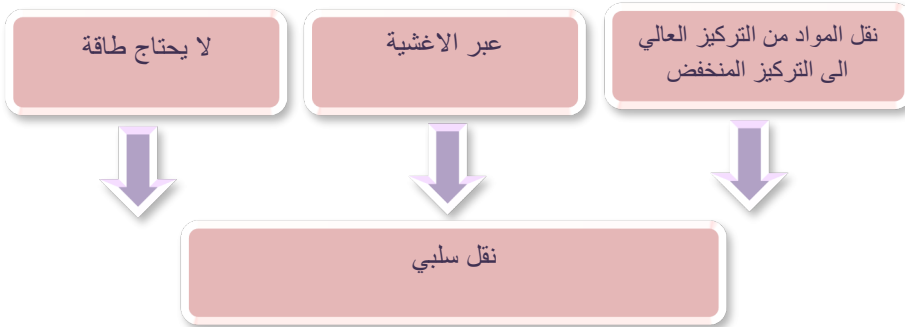 نقل المواد من التركيز العالي
الى التركيز المنخفض
عبر الاغشية
لا يحتاج طاقة
نقل سلبي